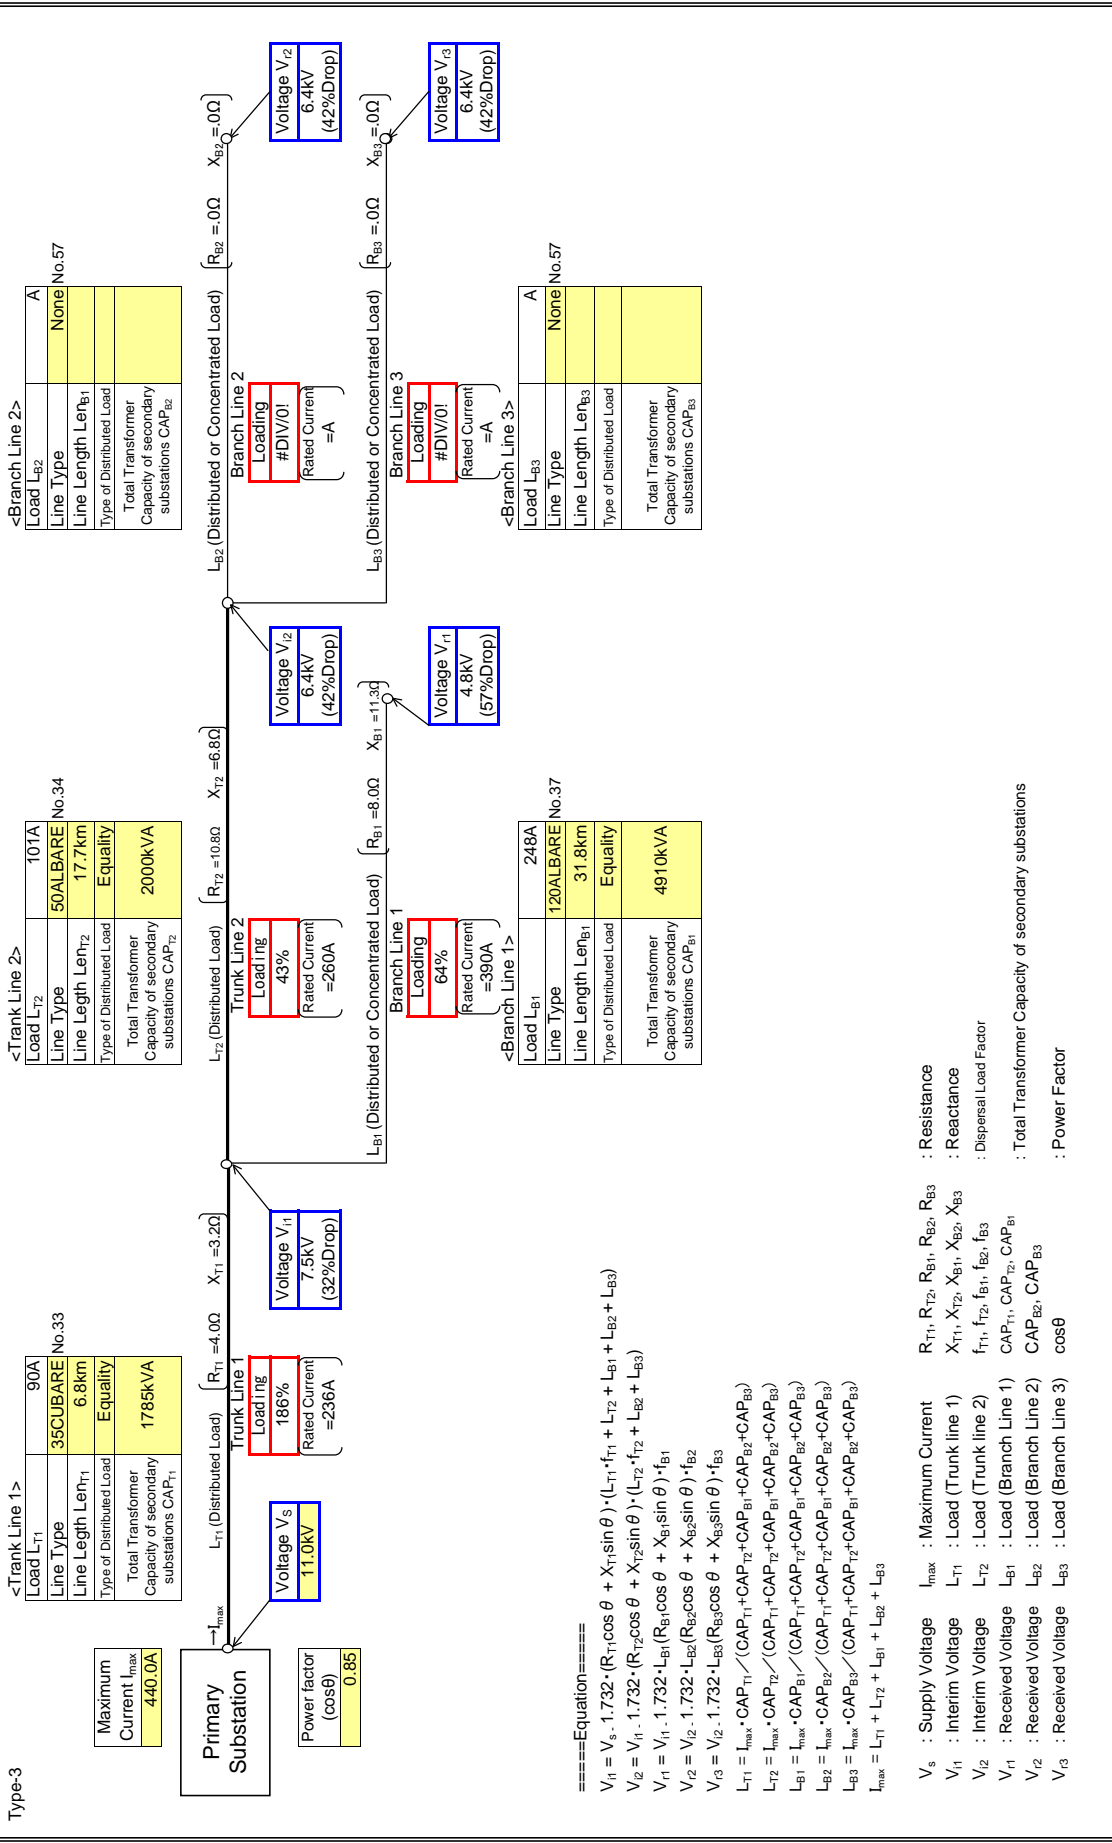 Type-3
<Trank Line 1>
Load LT1 90A
Line Type 35CUBARE No.33
Line Legth LenT1 6.8km
Type of Distributed Load Equality
Total Transformer
Capacity of secondary
substations CAPT1
1785kVA
<Trank Line 2>
Load LT2 101A
Line Type 50ALBARE No.34
Line Length LenT2 17.7km
Type of Distributed Load Equality
Total Transformer
Capacity of secondary
substations CAPT2
2000kVA
<Branch Line 2>
Load LB2 A
Line Type None No.57
Line Length LenB1
Type of Distributed Load
Total Transformer
Capacity of secondary
substations CAPB2
Maximum
Current Imax
440.0A
Primary
Substation
Power factor
(cosθ)
0.85
→Imax
LT1 (Distributed Load)
RT1 =4.0Ω XT1 =3.2Ω
LT2 (Distributed Load)
RT2 =10.8Ω XT2 =6.8Ω
LB2 (Distributed or Concentrated Load)
RB2 =.0Ω XB2 =.0Ω
Voltage VS
11.0kV
Trunk Line 1
Loading
186%
Rated Current
=236A
Voltage Vi1
7.5kV
(32%Drop)
Trunk Line 2
Loading
43%
Rated Current
=260A
Voltage Vi2
6.4kV
(42%Drop)
Branch Line 2
Loading
#DIV/0!
Rated Current
=A
Voltage Vr2
6.4kV
(42%Drop)
LB1 (Distributed or Concentrated Load)
RB1 =8.0Ω XB1 =11.3Ω
LB3 (Distributed or Concentrated Load)
RB3 =.0Ω XB3 =.0Ω
Branch Line 1
Loading
64%
Rated Current
=390A
Voltage Vr1
4.8kV
(57%Drop)
Branch Line 3
Loading
#DIV/0!
Rated Current
=A
Voltage Vr3
6.4kV
(42%Drop)
<Branch Line 1>
Load LB1 248A
Line Type 120ALBARE No.37
Line Length LenB1 31.8km
Type of Distributed Load Equality
Total Transformer
Capacity of secondary
substations CAPB1
4910kVA
<Branch Line 3>
Load LB3 A
Line Type None No.57
Line Length LenB3
Type of Distributed Load
Total Transformer
Capacity of secondary
substations CAPB3
=====Equation=====
Vi1 = Vs - 1.732•(RT1cos θ + XT1sin θ)•(LT1•fT1 + LT2 + LB1 + LB2 + LB3)
Vi2 = Vi1 - 1.732•(RT2cos θ + XT2sin θ)•(LT2•fT2 + LB2 + LB3)
Vr1 = Vi1 - 1.732•LB1(RB1cos θ + XB1sin θ)•fB1
Vr2 = Vi2 - 1.732•LB2(RB2cos θ + XB2sin θ)•fB2
Vr3 = Vi2 - 1.732•LB3(RB3cos θ + XB3sin θ)•fB3
LT1 = Imax•CAPT1／(CAPT1+CAPT2+CAPB1+CAPB2+CAPB3)
LT2 = Imax•CAPT2／(CAPT1+CAPT2+CAPB1+CAPB2+CAPB3)
LB1 = Imax•CAPB1／(CAPT1+CAPT2+CAPB1+CAPB2+CAPB3)
LB2 = Imax•CAPB2／(CAPT1+CAPT2+CAPB1+CAPB2+CAPB3)
LB3 = Imax•CAPB3／(CAPT1+CAPT2+CAPB1+CAPB2+CAPB3)
Imax = LT1 + LT2 + LB1 + LB2 + LB3
Vs : Supply Voltage Imax : Maximum Current RT1, RT2, RB1, RB2, RB3 : Resistance
Vi1 : Interim Voltage LT1 : Load (Trunk line 1) XT1, XT2, XB1, XB2, XB3 : Reactance
Vi2 : Interim Voltage LT2 : Load (Trunk line 2) fT1, fT2, fB1, fB2, fB3 : Dispersal Load Factor
Vr1 : Received Voltage LB1 : Load (Branch Line 1) CAPT1, CAPT2, CAPB1 : Total Transformer Capacity of secondary substations
Vr2 : Received Voltage LB2 : Load (Branch Line 2) CAPB2, CAPB3
Vr3 : Received Voltage LB3 : Load (Branch Line 3) cosθ : Power Factor